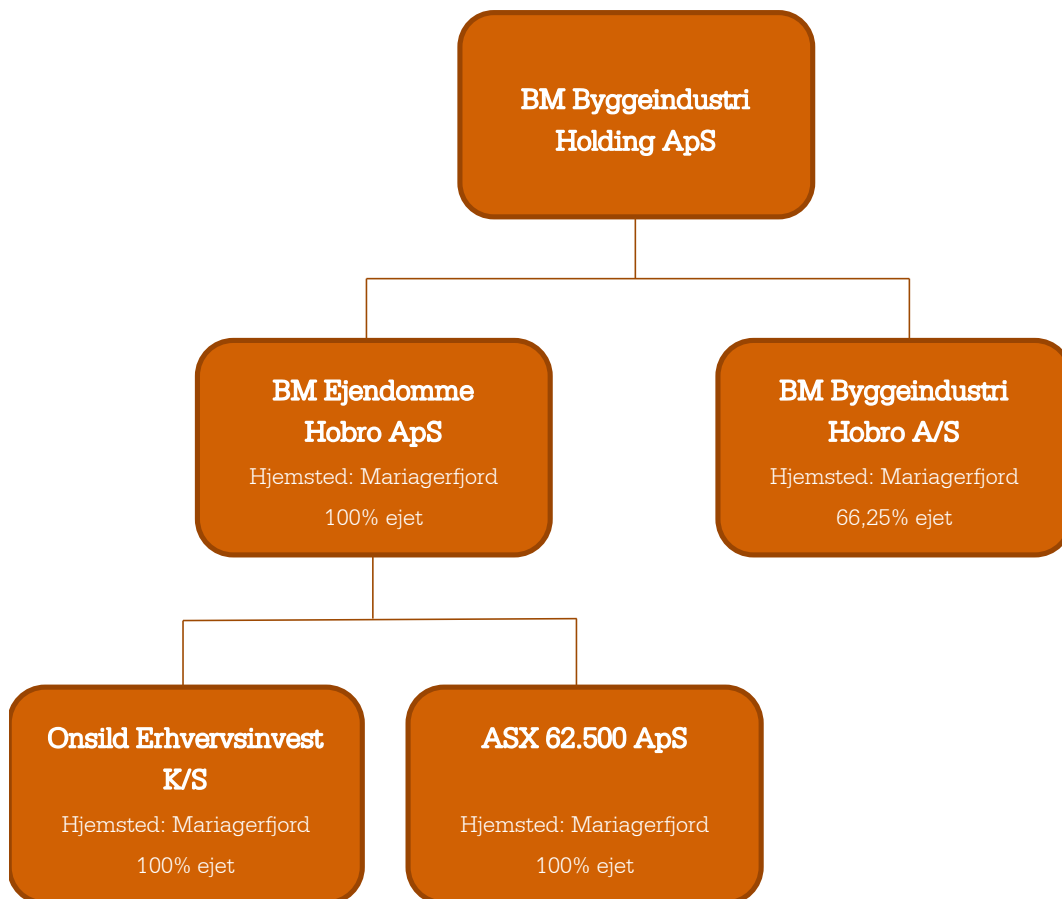 BM Byggeindustri
Holding ApS
BM Ejendomme
Hobro ApS
Hjemsted: Mariagerfjord
100% ejet
BM Byggeindustri
Hobro A/S
Hjemsted: Mariagerfjord
66,25% ejet
Onsild Erhvervsinvest
K/S
Hjemsted: Mariagerfjord
100% ejet
ASX 62.500 ApS
Hjemsted: Mariagerfjord
100% ejet